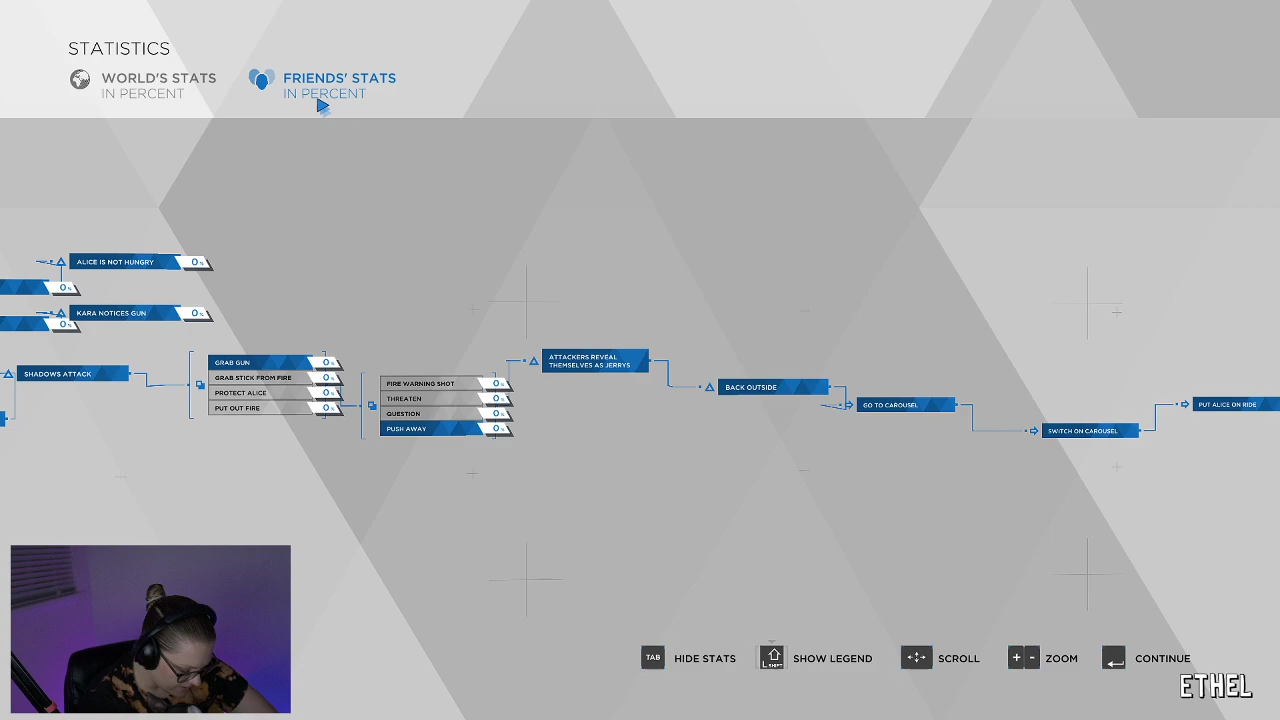 STATISTICS
WORLD'S STATS
IN PERCENT
FRIENDS' STATS
IN PERCENT
ALICE IS NOT HUNGRY 0%
0%
KARA NOTICES GUN 0%
0%
SHADOWS ATTACK
GRAB GUN 0%
GRAB STICK FROM FIRE 0%
PROTECT ALICE 0%
PUT OUT FIRE 0%
FIRE WARNING SHOT 0%
THREATEN 0%
QUESTION 0%
PUSH AWAY 0%
ATTACKERS REVEAL
THEMSELVES AS JERRYS
BACK OUTSIDE
GO TO CAROUSEL
SWITCH ON CAROUSEL
PUT ALICE ON RIDE
TAB HIDE STATS
L SHIFT SHOW LEGEND
SCROLL
+ - ZOOM
CONTINUE
ETHEL